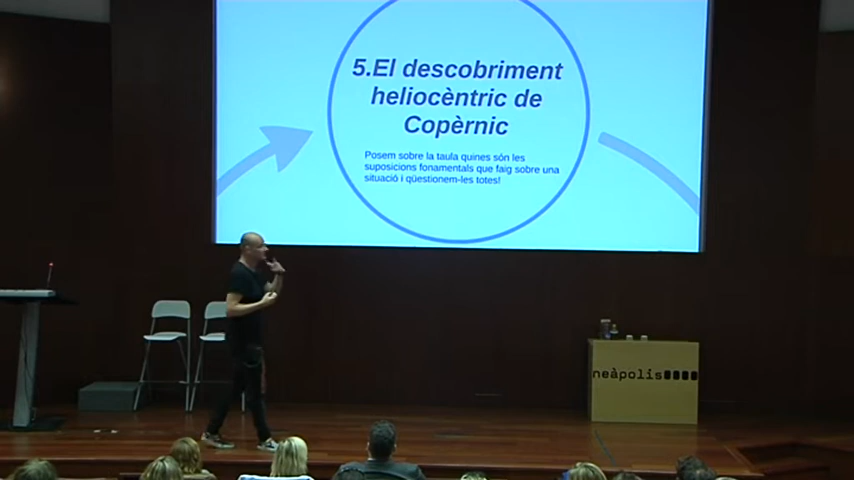 5.El descobriment
heliocèntric de
Copèrnic
Posem sobre la taula quines són les
suposicions fonamentals que faig sobre una
situació i qüestionem-les totes!
neàpolis